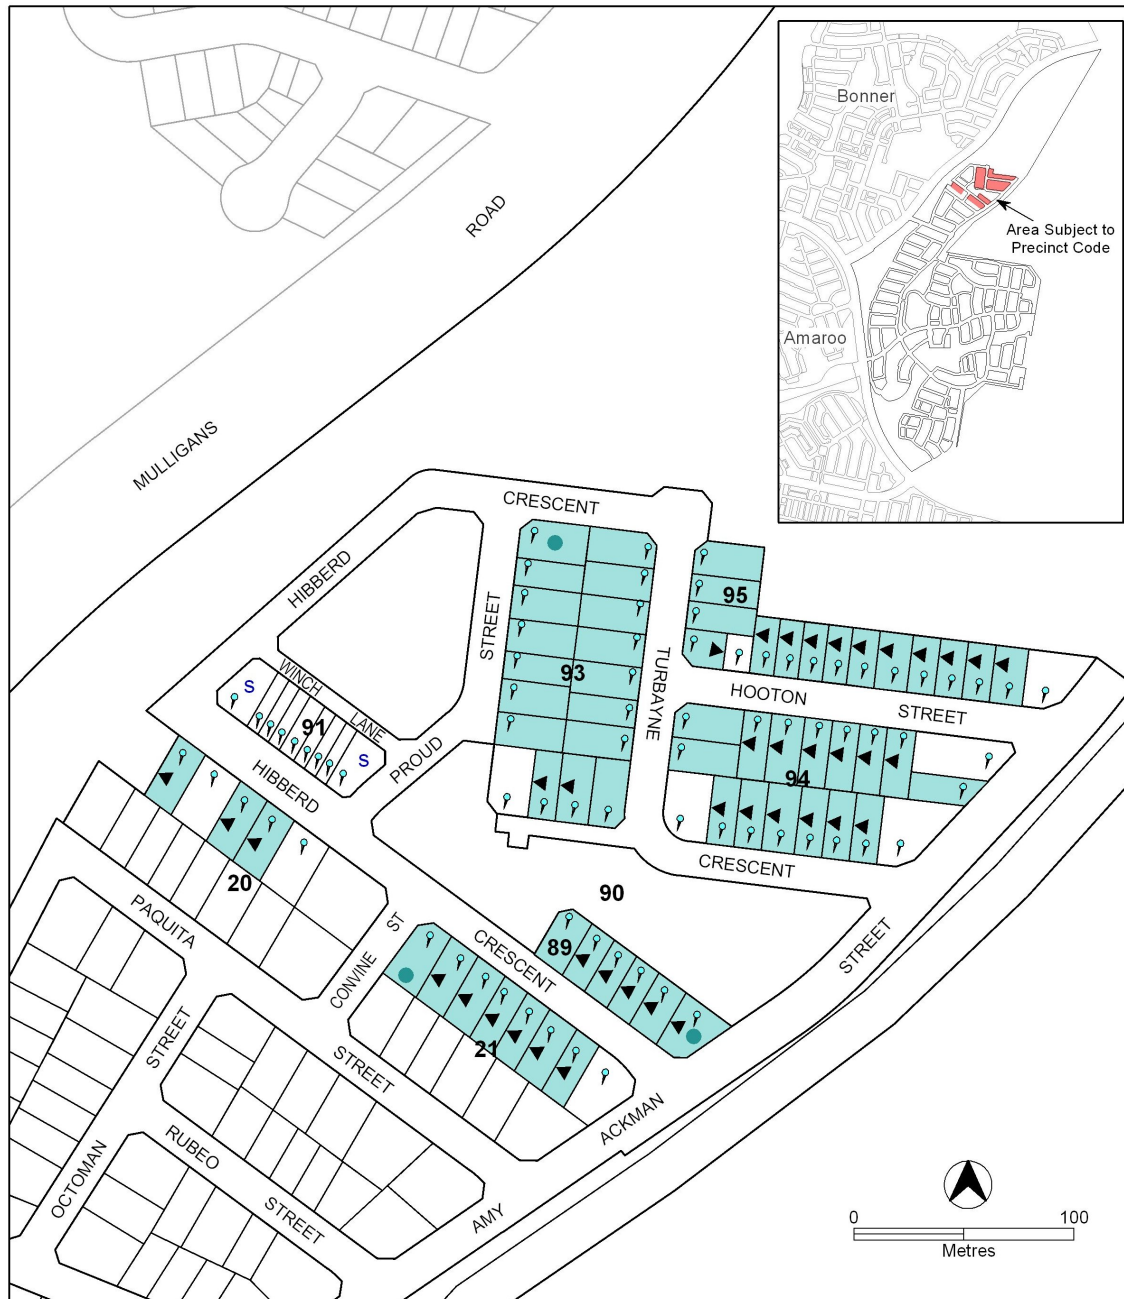 Bonner
Area Subject to
Precinct Code
Amaroo
ROAD
MULLIGANS
CRESCENT
HIBBERD
STREET
95
93
TURBAYNE
HOOTON
STREET
WINCH
LANE
S
91
S
PROUD
HIBBERD
94
CRESCENT
20
90
PAQUITA
ST
CONVINE
CRESCENT
89
STREET
21
STREET
STREET
ACKMAN
RUBEO
STREET
OCTOMAN
AMY
0 100
Metres